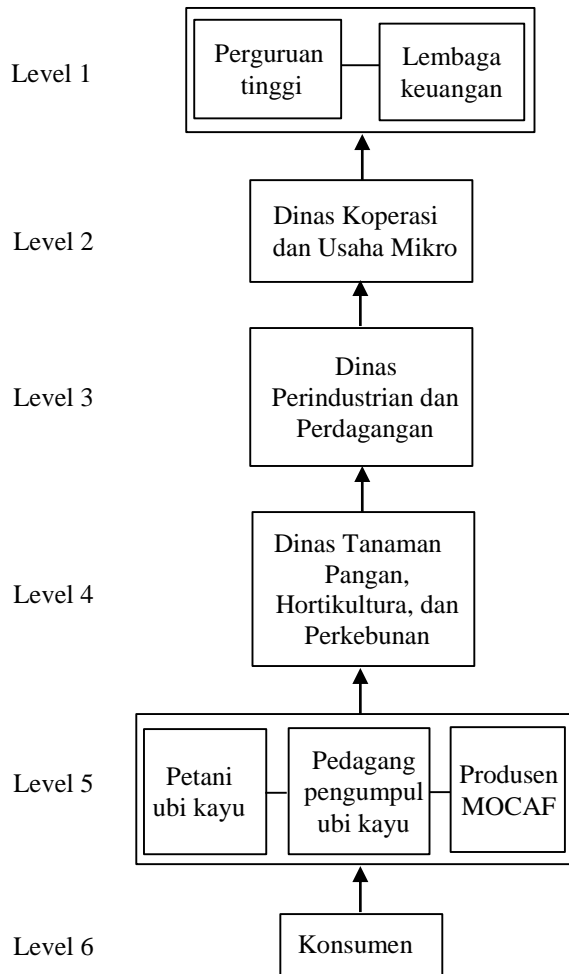 Level 1
Perguruan
tinggi
Lembaga
keuangan
Level 2
Dinas Koperasi
dan Usaha Mikro
Level 3
Dinas
Perindustrian dan
Perdagangan
Level 4
Dinas Tanaman
Pangan,
Hortikultura, dan
Perkebunan
Level 5
Petani
ubi kayu
Pedagang
pengumpul
ubi kayu
Produsen
MOCAF
Level 6
Konsumen